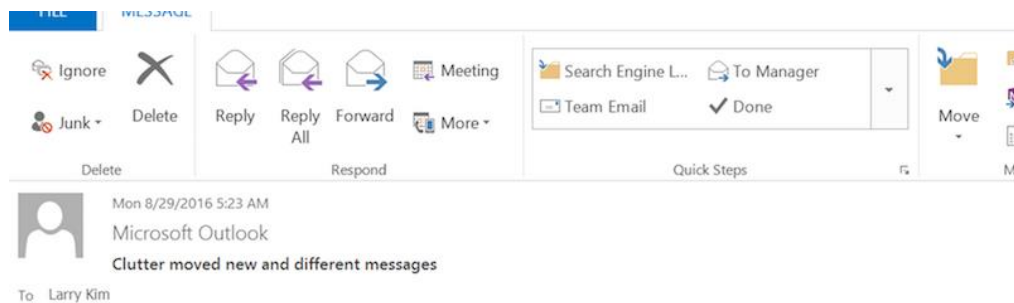 FILE MESSAGE
Ignore
Junk
Delete
Reply
Reply All
Forward
Meeting
More
Search Engine L...
To Manager
Team Email
Done
Move
Delete
Respond
Quick Steps
M
Mon 8/29/2016 5:23 AM
Microsoft Outlook
Clutter moved new and different messages
To Larry Kim